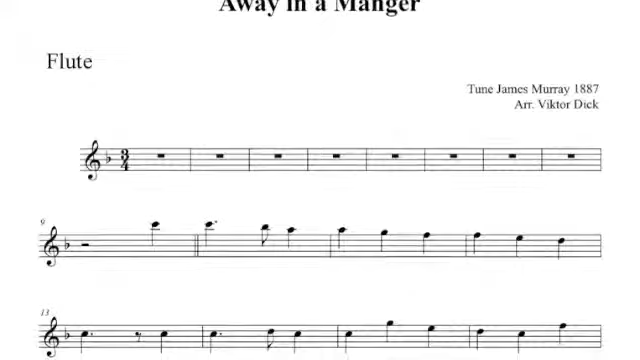 Away in a Manger
Flute
Tune James Murray 1887
Arr. Viktor Dick
3
4
9
13